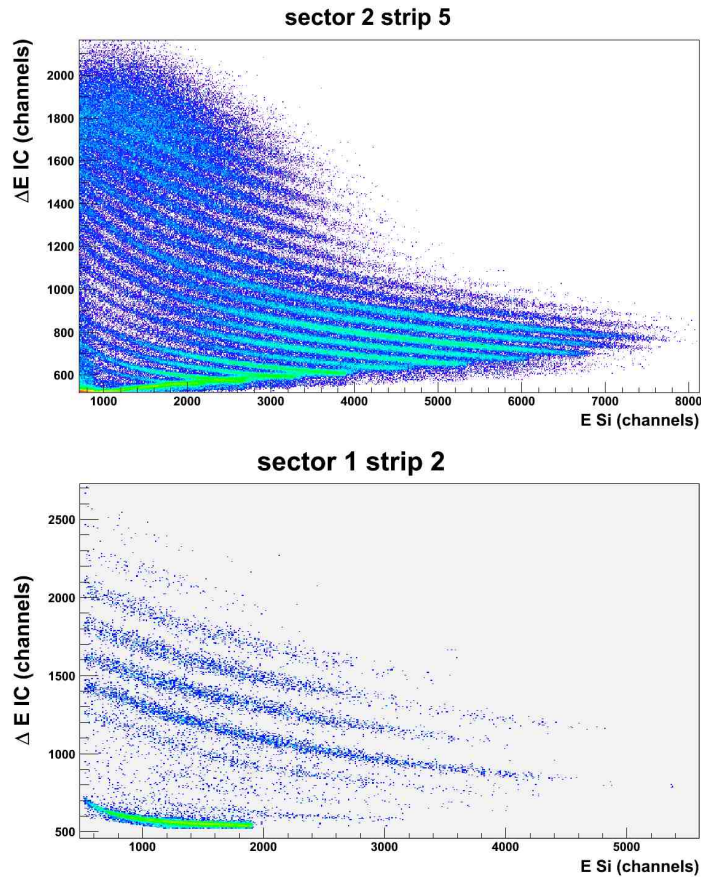 sector 2 strip 5
ΔE IC (channels)
2000
1800
1600
1400
1200
1000
800
600
1000 2000 3000 4000 5000 6000 7000 8000
E Si (channels)
sector 1 strip 2
Δ E IC (channels)
2500
2000
1500
1000
500
1000 2000 3000 4000 5000
E Si (channels)